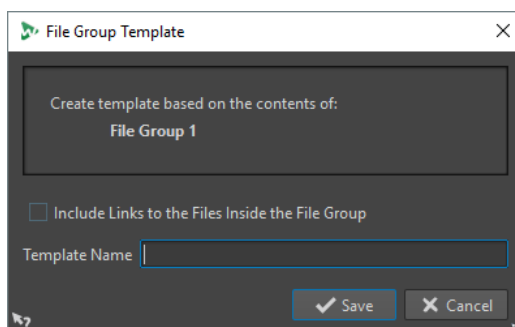 File Group Template
Create template based on the contents of:
File Group 1
Include Links to the Files Inside the File Group
Template Name
Save Cancel